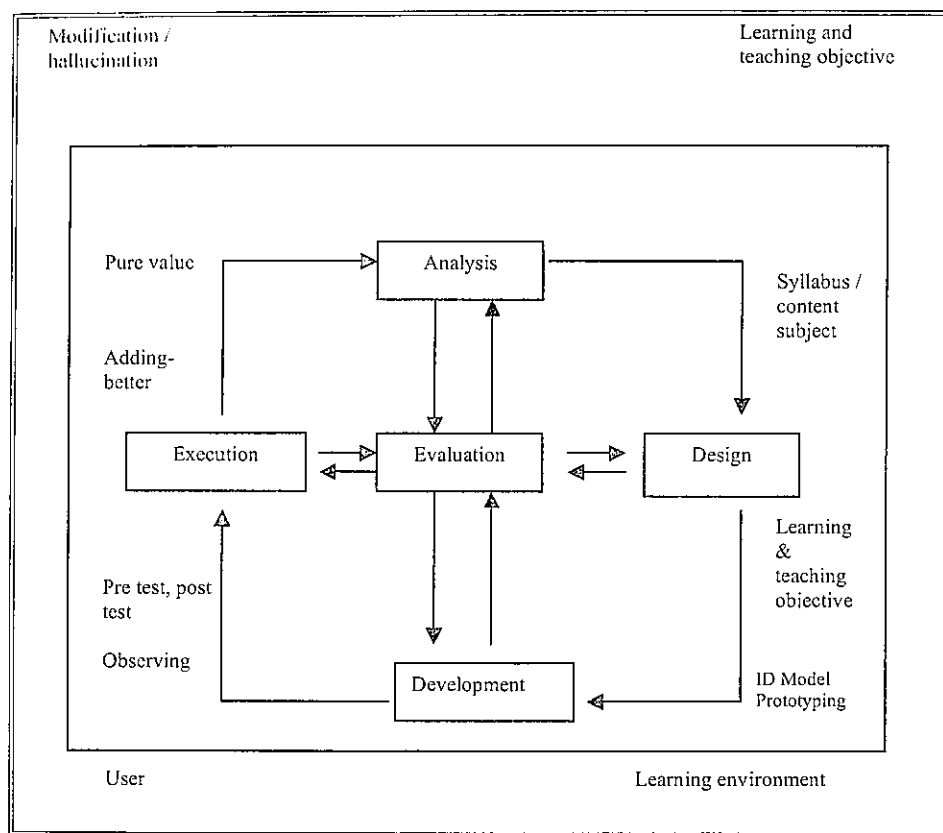 Modification /
hallucination
Learning and
teaching objective
Pure value
Analysis
Syllabus /
content
subject
Adding-
better
Execution
Evaluation
Design
Learning
&
teaching
objective
Pre test, post
test
Observing
Development
ID Model
Prototyping
User
Learning environment